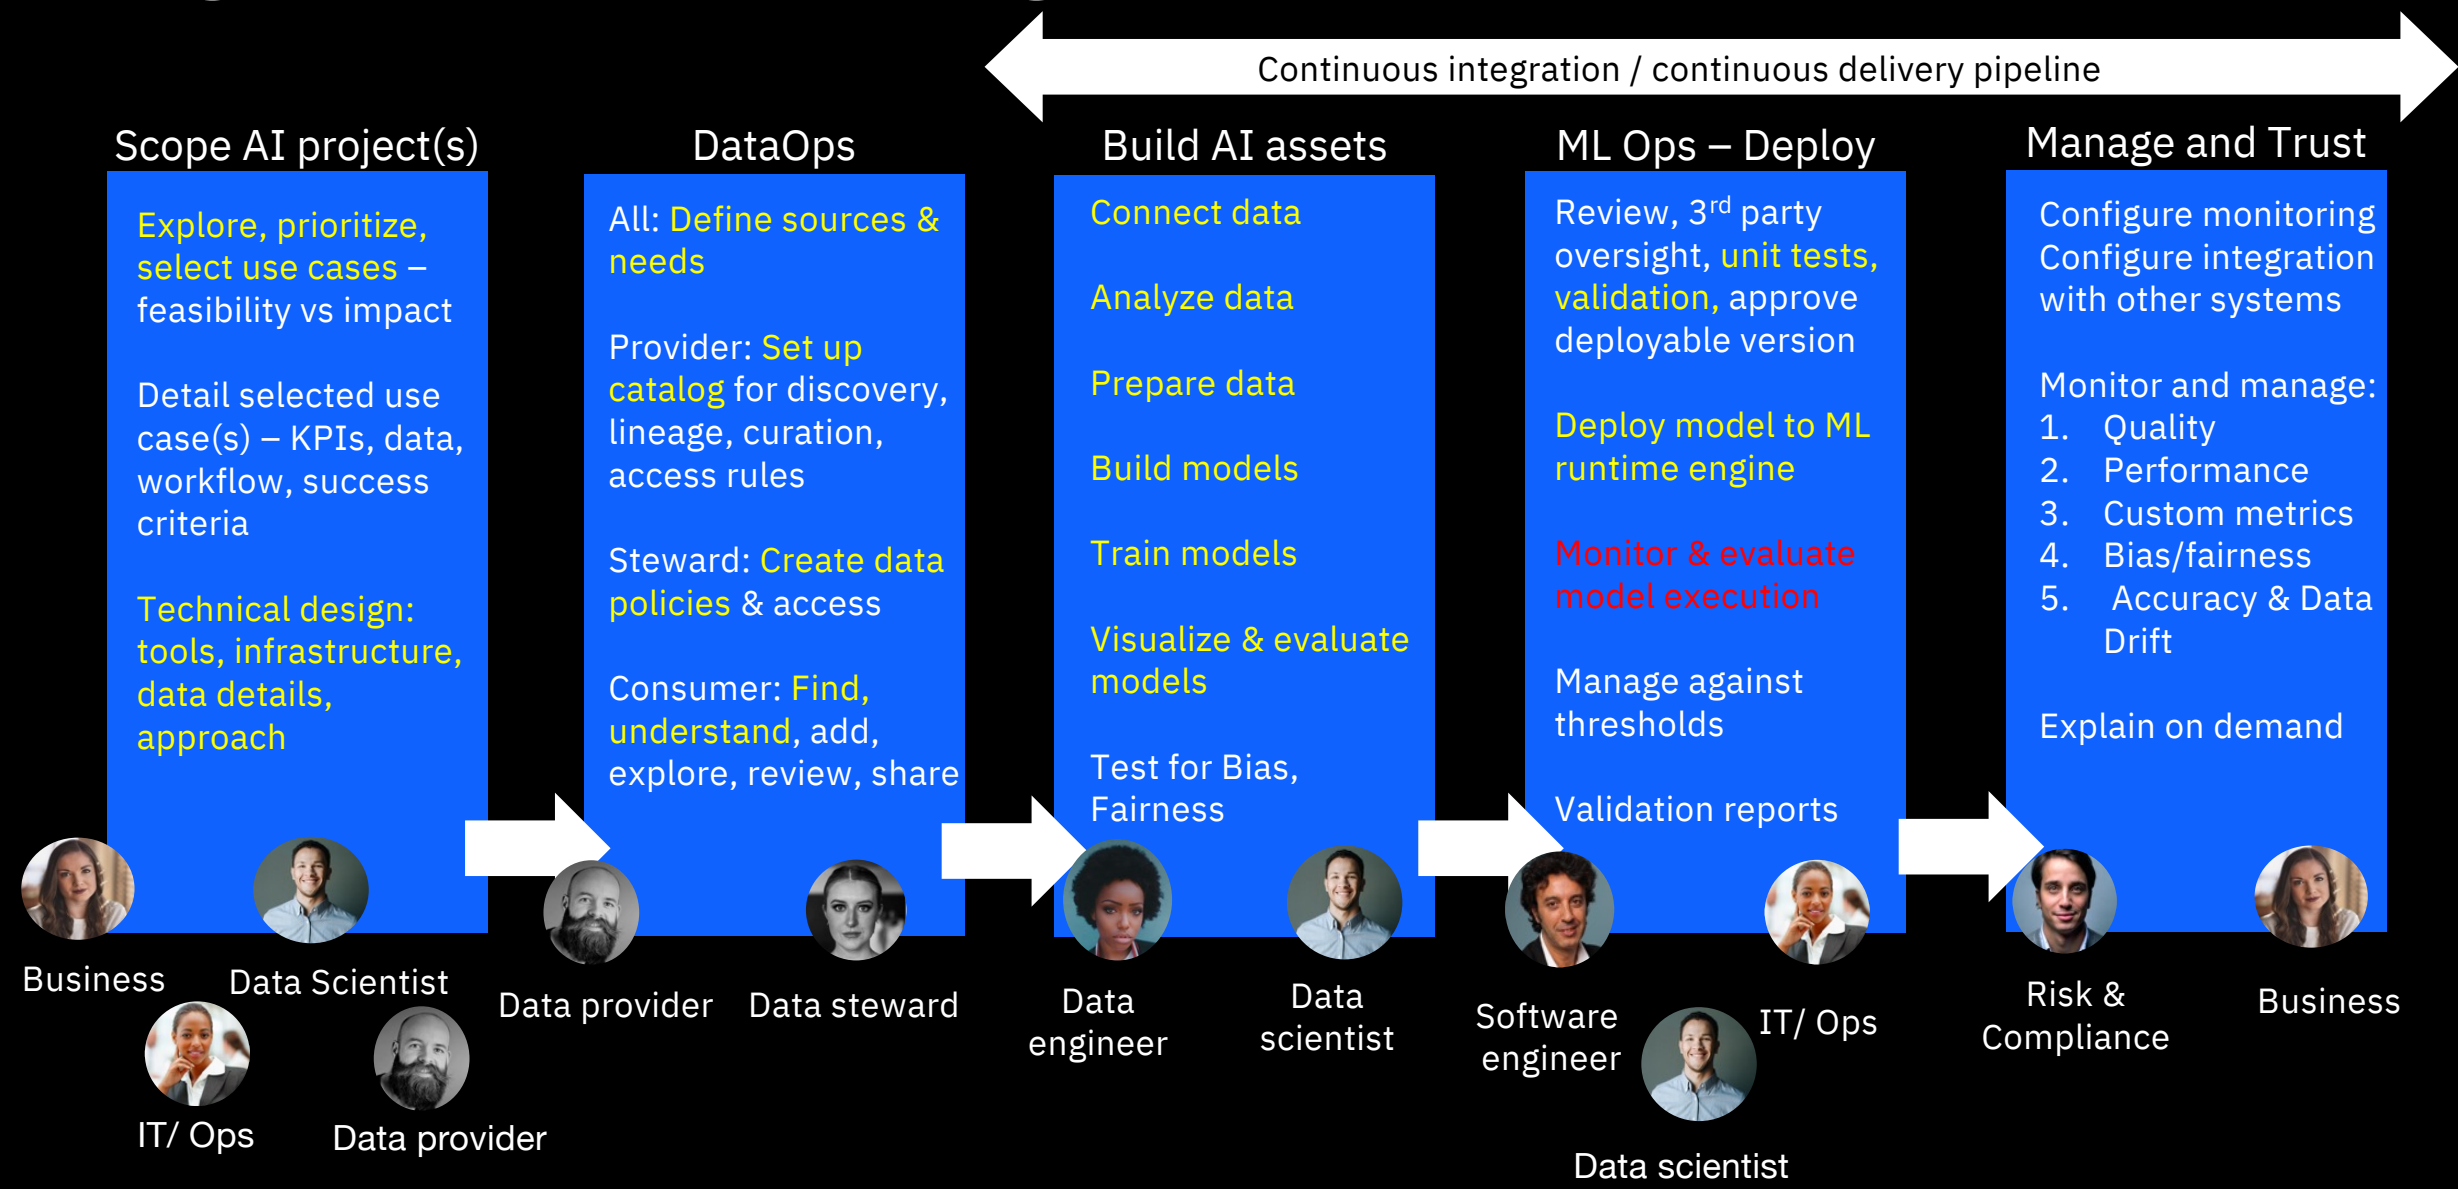 Continuous integration / continuous delivery pipeline
Scope AI project(s)
Explore, prioritize,
select use cases –
feasibility vs impact
Detail selected use
case(s) – KPIs, data,
workflow, success
criteria
Technical design:
tools, infrastructure,
data details,
approach
Business
Data Scientist
IT/ Ops
Data provider
DataOps
All: Define sources &
needs
Provider: Set up
catalog for discovery,
lineage, curation,
access rules
Steward: Create data
policies & access
Consumer: Find,
understand, add,
explore, review, share
Data provider
Data steward
Build AI assets
Connect data
Analyze data
Prepare data
Build models
Train models
Visualize & evaluate
models
Test for Bias,
Fairness
Data
engineer
Data
scientist
ML Ops – Deploy
Review, 3rd party
oversight, unit tests,
validation, approve
deployable version
Deploy model to ML
runtime engine
Monitor & evaluate
model execution
Manage against
thresholds
Validation reports
Software
engineer
IT/ Ops
Data scientist
Manage and Trust
Configure monitoring
Configure integration
with other systems
Monitor and manage:
1. Quality
2. Performance
3. Custom metrics
4. Bias/fairness
5. Accuracy & Data
Drift
Explain on demand
Risk &
Compliance
Business